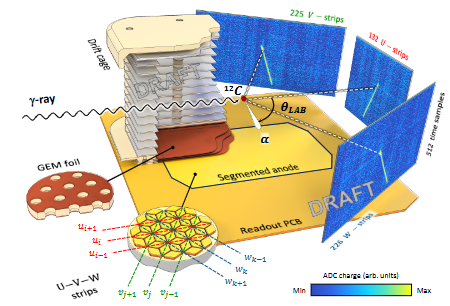 225 V – strips
Drift cage
132 U – strips
DRAFT
12C
γ-ray
θLAB
512 time samples
α
GEM foil
Segmented anode
DRAFT
Readout PCB
226 W – strips
ui+1
ui
ui-1
wk-1
wk
wk+1
U–V–W
strips
vj+1 vj vj-1
ADC charge (arb. units)
Min Max